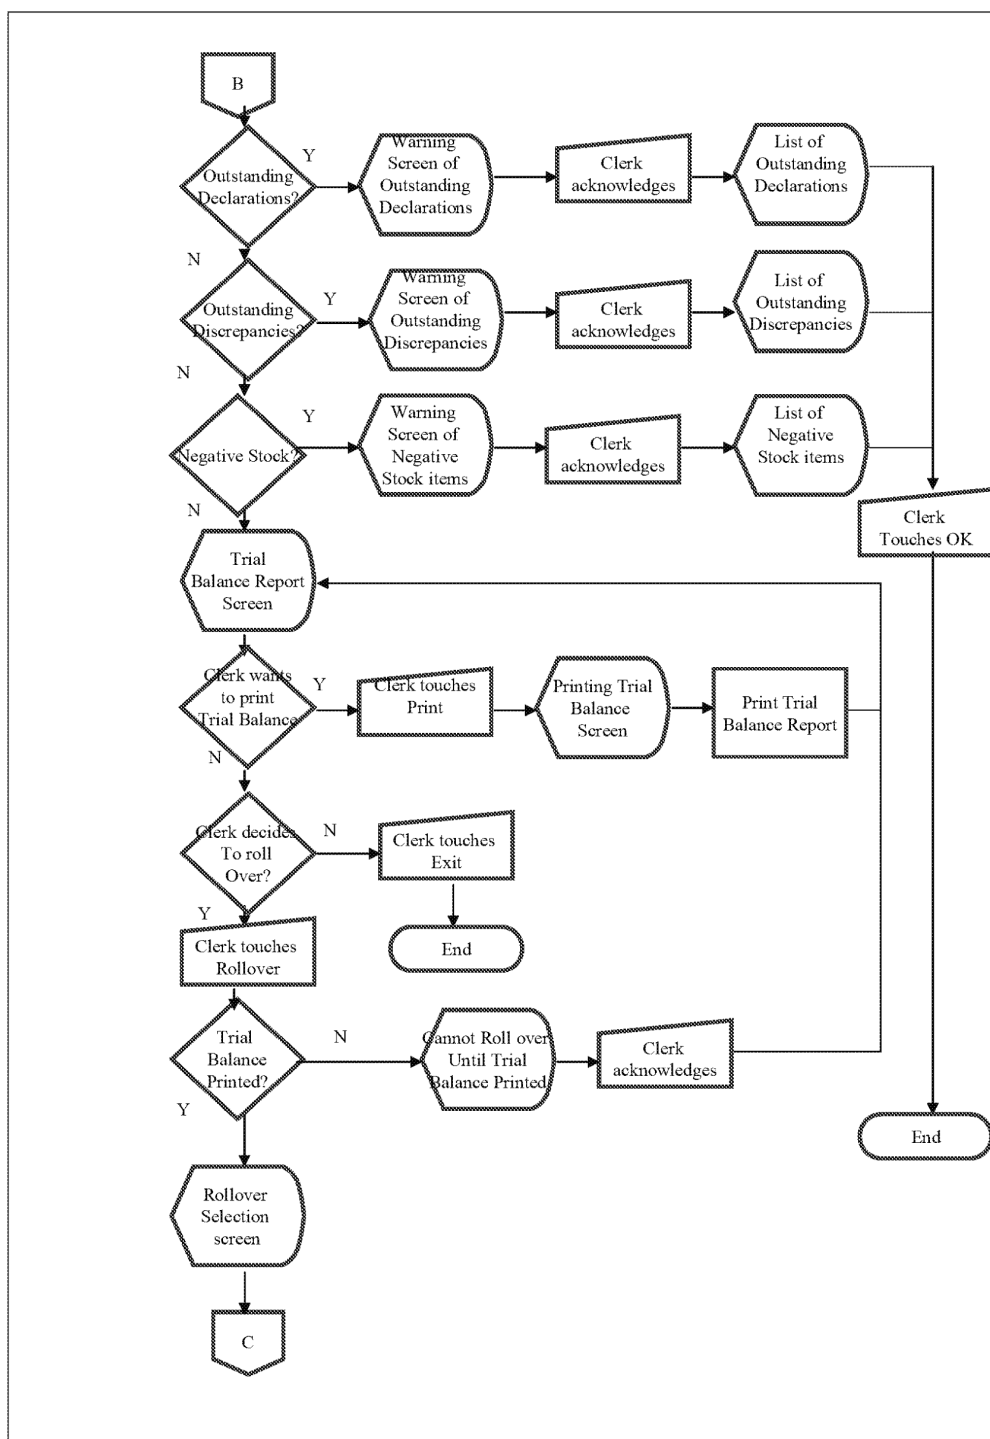 B
Outstanding
Declarations?
Y
Warning
Screen of
Outstanding
Declarations
Clerk
acknowledges
List of
Outstanding
Declarations
N
Outstanding
Discrepancies?
Y
Warning
Screen of
Outstanding
Discrepancies
Clerk
acknowledges
List of
Outstanding
Discrepancies
N
Negative Stock?
Y
Warning
Screen of
Negative
Stock items
Clerk
acknowledges
List of
Negative
Stock items
N
Clerk
Touches OK
Trial
Balance Report
Screen
Clerk wants
to print
Trial Balance
Y
Clerk touches
Print
Printing Trial
Balance
Screen
Print Trial
Balance Report
N
Clerk decides
To roll
Over?
N
Clerk touches
Exit
End
Y
Clerk touches
Rollover
Trial
Balance
Printed?
N
Cannot Roll over
Until Trial
Balance Printed
Clerk
acknowledges
Y
End
Rollover
Selection
screen
C